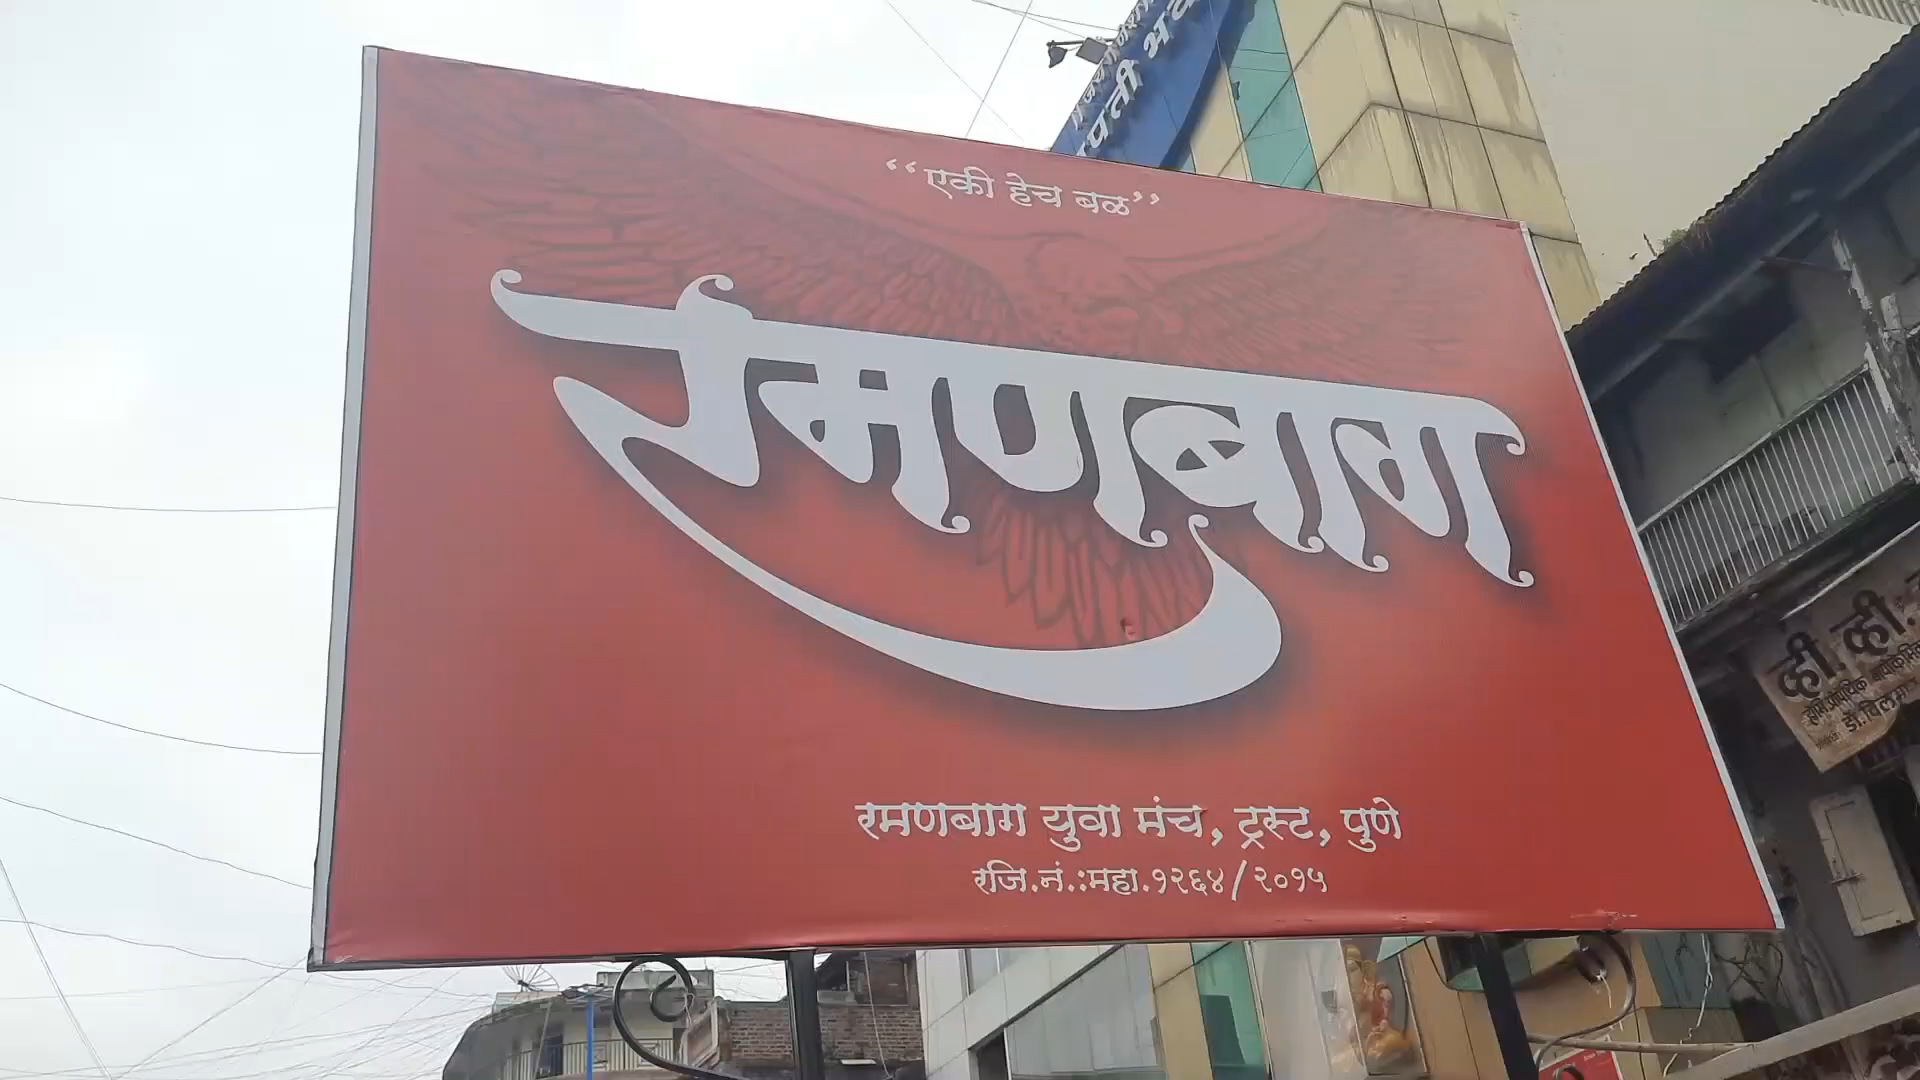 “एकी हेच बळ”
रमणबाग
रमणबाग युवा मंच, ट्रस्ट, पुणे
रजि.नं.:महा.१२६४/२०१५
व्ही. व्ही.
डॉ.